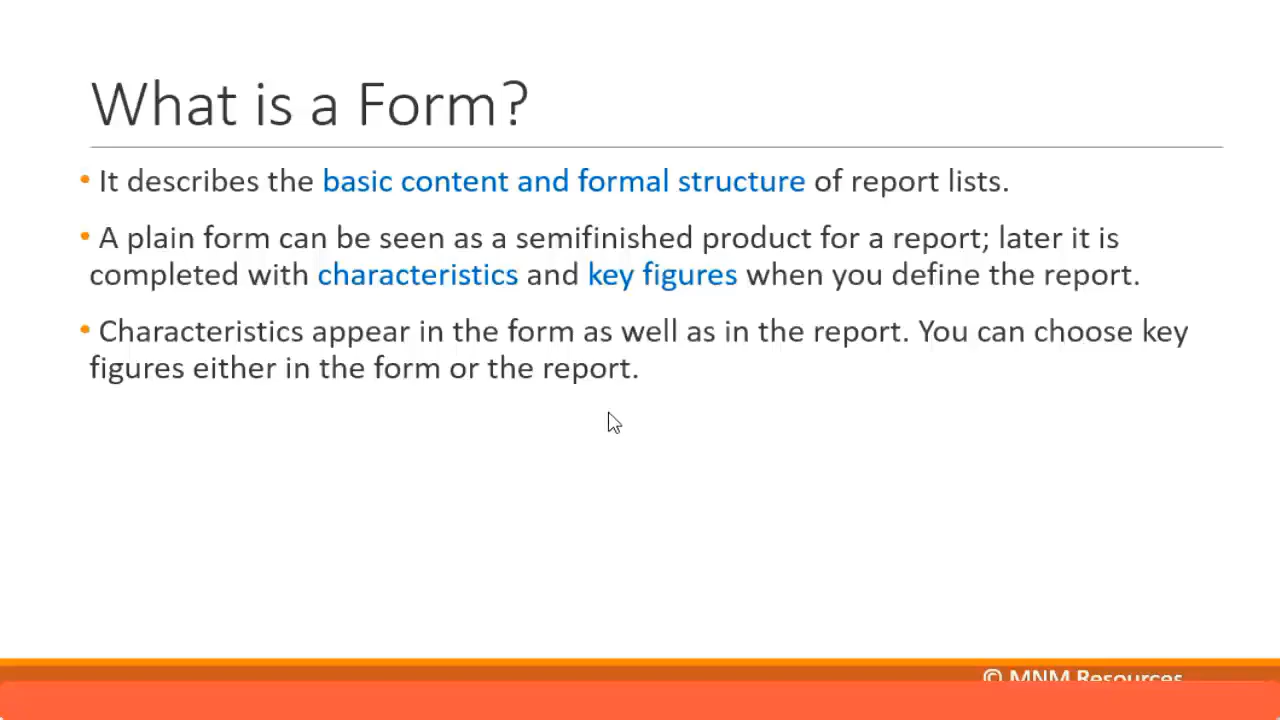 What is a Form?
• It describes the basic content and formal structure of report lists.
• A plain form can be seen as a semifinished product for a report; later it is
completed with characteristics and key figures when you define the report.
• Characteristics appear in the form as well as in the report. You can choose key
figures either in the form or the report.
© MNM Resources